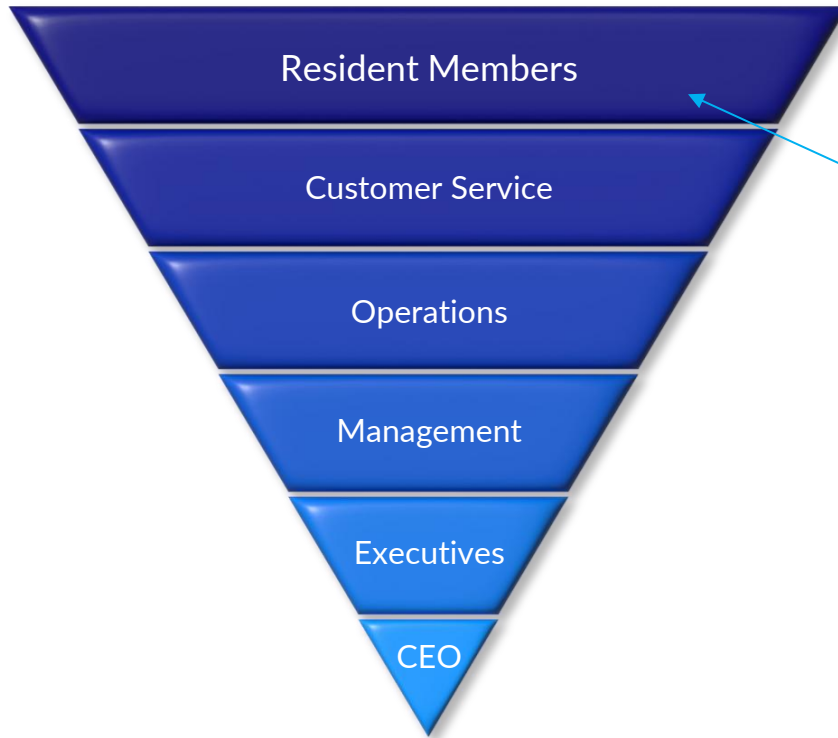 Resident Members
Customer Service
Operations
Management
Executives
CEO